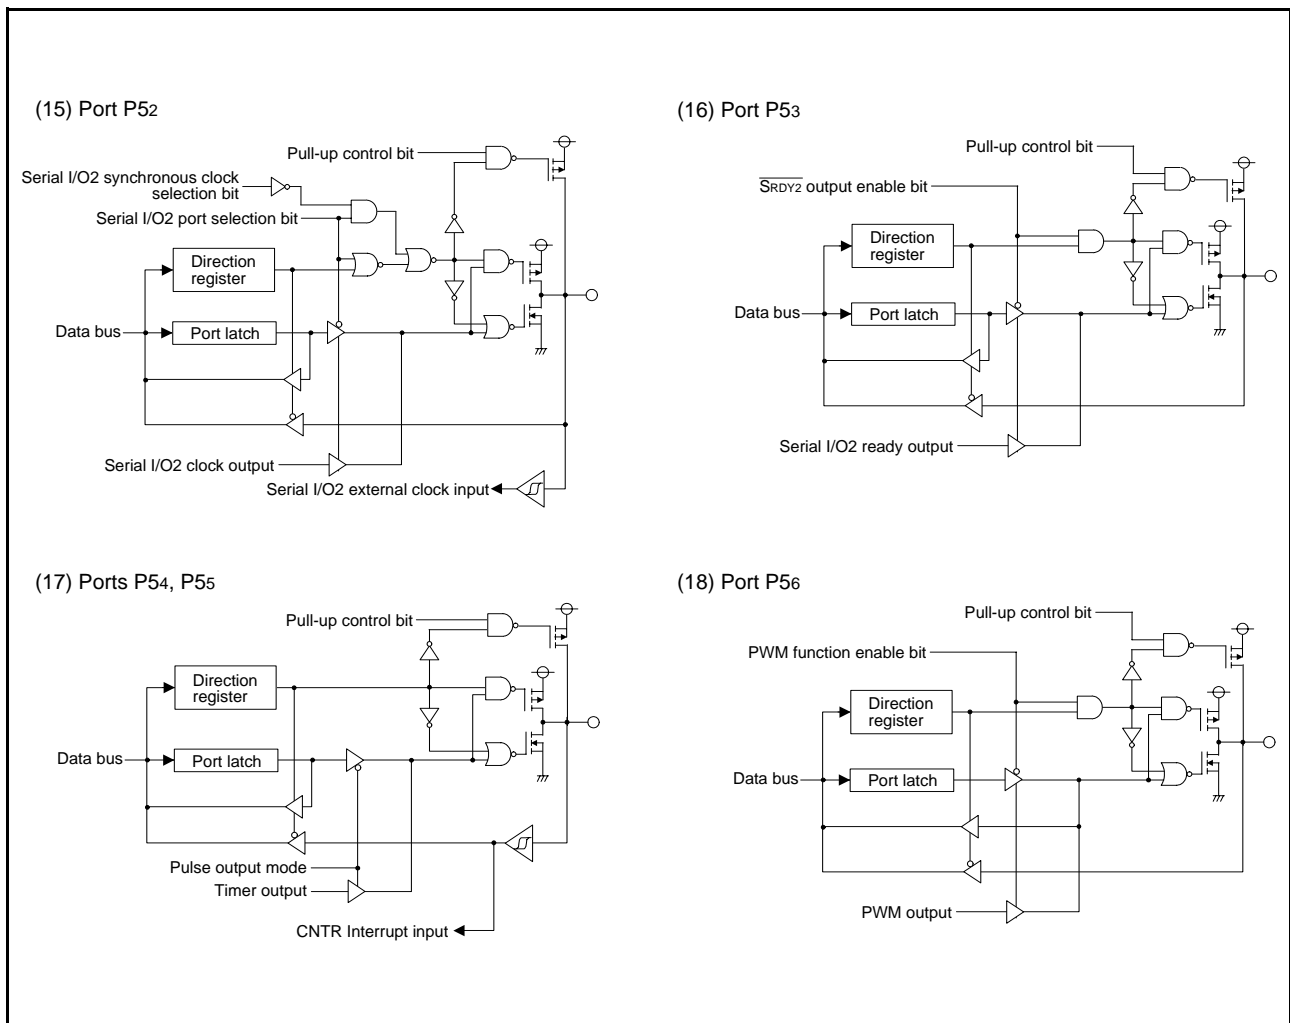 (15) Port P52
Pull-up control bit
Serial I/O2 synchronous clock
selection bit
Serial I/O2 port selection bit
Direction
register
Data bus
Port latch
Serial I/O2 clock output
Serial I/O2 external clock input
(16) Port P53
Pull-up control bit
SRDY2 output enable bit
Direction
register
Data bus
Port latch
Serial I/O2 ready output
(17) Ports P54, P55
Pull-up control bit
Direction
register
Data bus
Port latch
Pulse output mode
Timer output
CNTR Interrupt input
(18) Port P56
Pull-up control bit
PWM function enable bit
Direction
register
Data bus
Port latch
PWM output